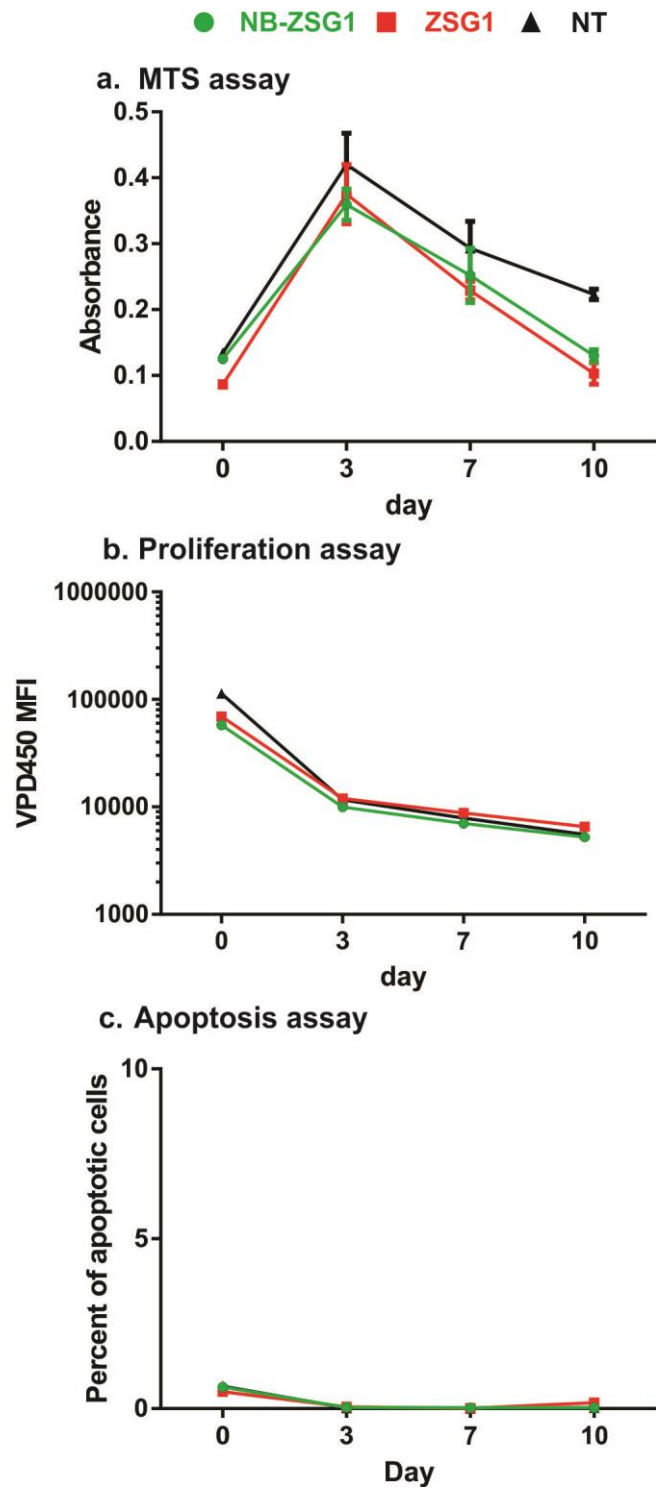 NB-ZSG1 ZSG1 NT
a. MTS assay
0.5
0.4
0.3
0.2
0.1
0.0
Absorbance
0 3 7 10
day
b. Proliferation assay
1000000
100000
10000
1000
VPD450 MFI
0 3 7 10
day
c. Apoptosis assay
10
5
0
Percent of apoptotic cells
0 3 7 10
Day